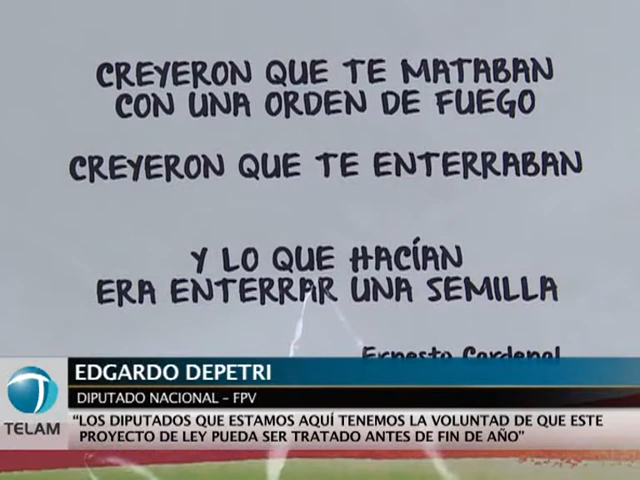 CREYERON QUE TE MATABAN
CON UNA ORDEN DE FUEGO
CREYERON QUE TE ENTERRABAN
Y LO QUE HACÍAN
ERA ENTERRAR UNA SEMILLA
Ernesto Cardenal
EDGARDO DEPETRI
DIPUTADO NACIONAL – FPV
TELAM
“LOS DIPUTADOS QUE ESTAMOS AQUÍ TENEMOS LA VOLUNTAD DE QUE ESTE
PROYECTO DE LEY PUEDA SER TRATADO ANTES DE FIN DE AÑO”